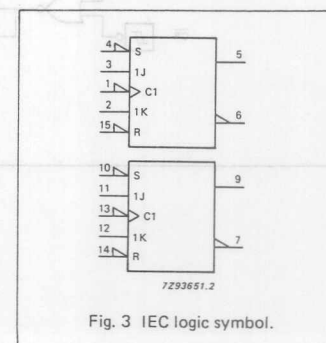 4 S 5
3 1J
1 C1
2 1K 6
15 R
10 S 9
11 1J
13 C1
12 1K
14 R 7
7Z93651.2
Fig. 3 IEC logic symbol.